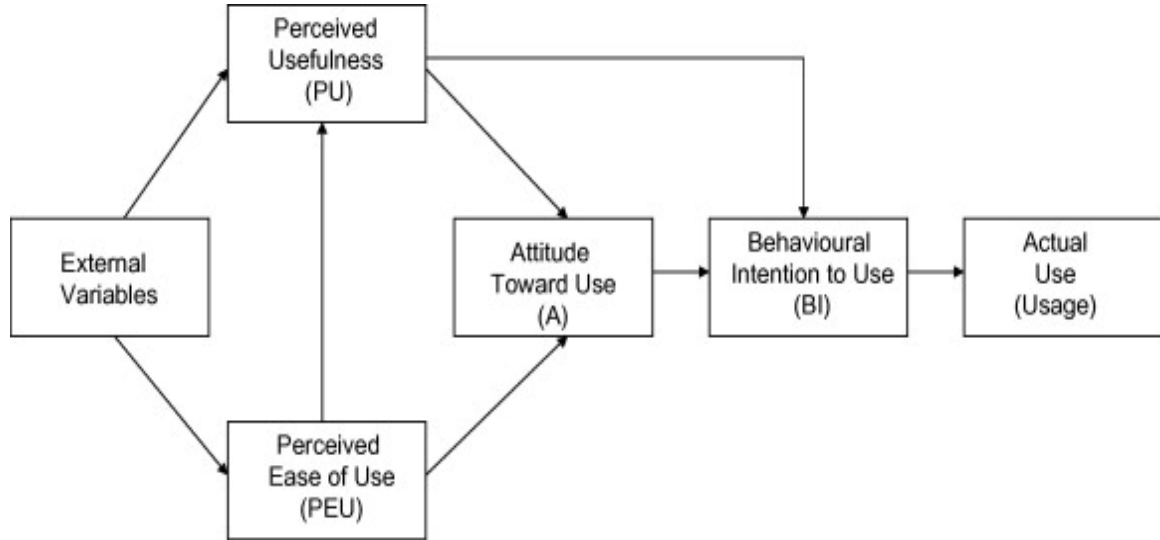 Perceived
Usefulness
(PU)
External
Variables
Attitude
Toward Use
(A)
Behavioural
Intention to Use
(BI)
Actual
Use
(Usage)
Perceived
Ease of Use
(PEU)